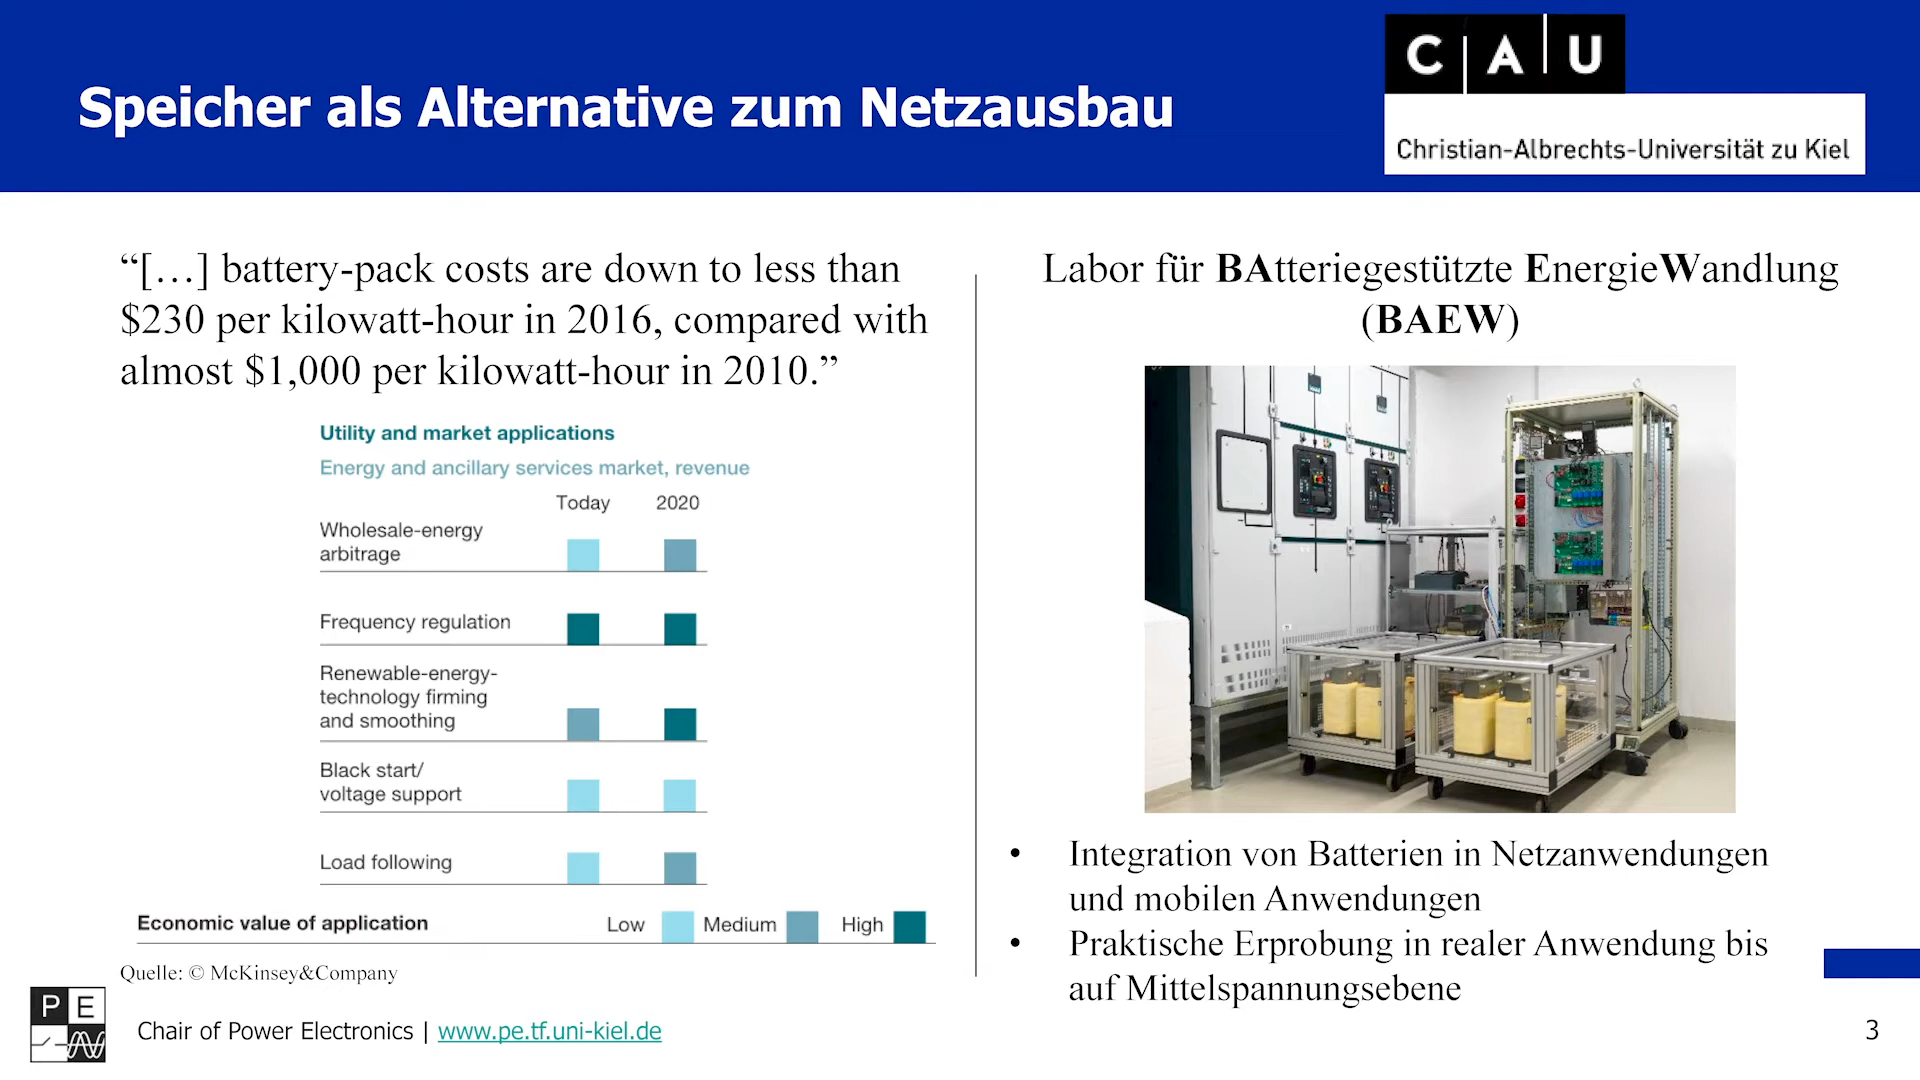 Speicher als Alternative zum Netzausbau
C A U
Christian-Albrechts-Universität zu Kiel
“[…] battery-pack costs are down to less than
$230 per kilowatt-hour in 2016, compared with
almost $1,000 per kilowatt-hour in 2010.”
Utility and market applications
Energy and ancillary services market, revenue
Today 2020
Wholesale-energy
arbitrage
Frequency regulation
Renewable-energy-
technology firming
and smoothing
Black start/
voltage support
Load following
Economic value of application Low Medium High
Quelle: © McKinsey&Company
Labor für BAtteriegestützte EnergieWandlung
(BAEW)
• Integration von Batterien in Netzanwendungen
und mobilen Anwendungen
• Praktische Erprobung in realer Anwendung bis
auf Mittelspannungsebene
P E
Chair of Power Electronics | www.pe.tf.uni-kiel.de
3